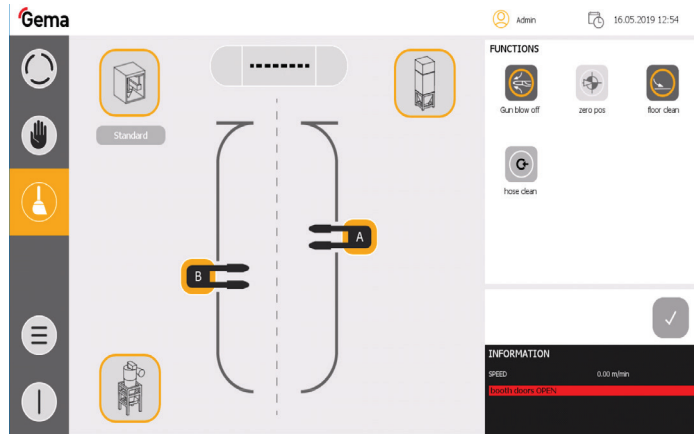 Gema
Admin
16.05.2019 12:54
FUNCTIONS
Gun blow off
zero pos
floor clean
Standard
hose clean
A
B
INFORMATION
SPEED 0.00 m/min
booth doors OPEN